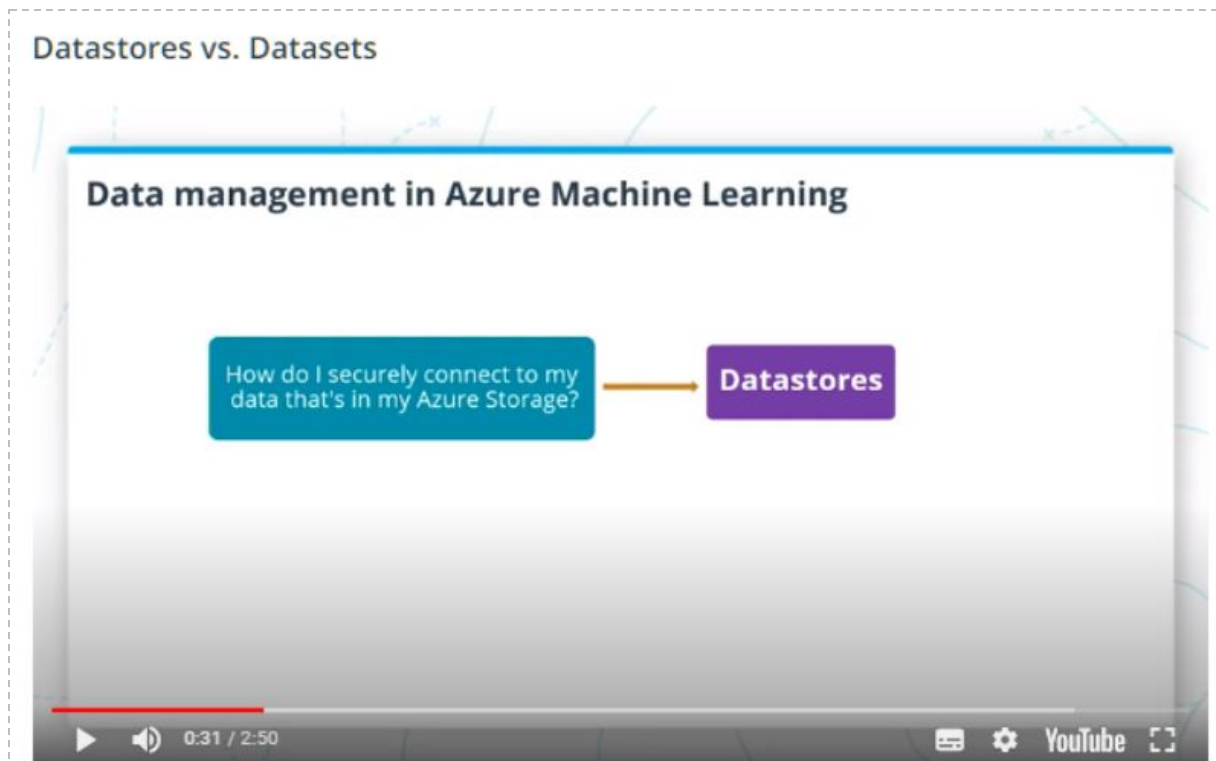 Datastores vs. Datasets
Data management in Azure Machine Learning
How do I securely connect to my
data that's in my Azure Storage?
Datastores
0:31 / 2:50
YouTube